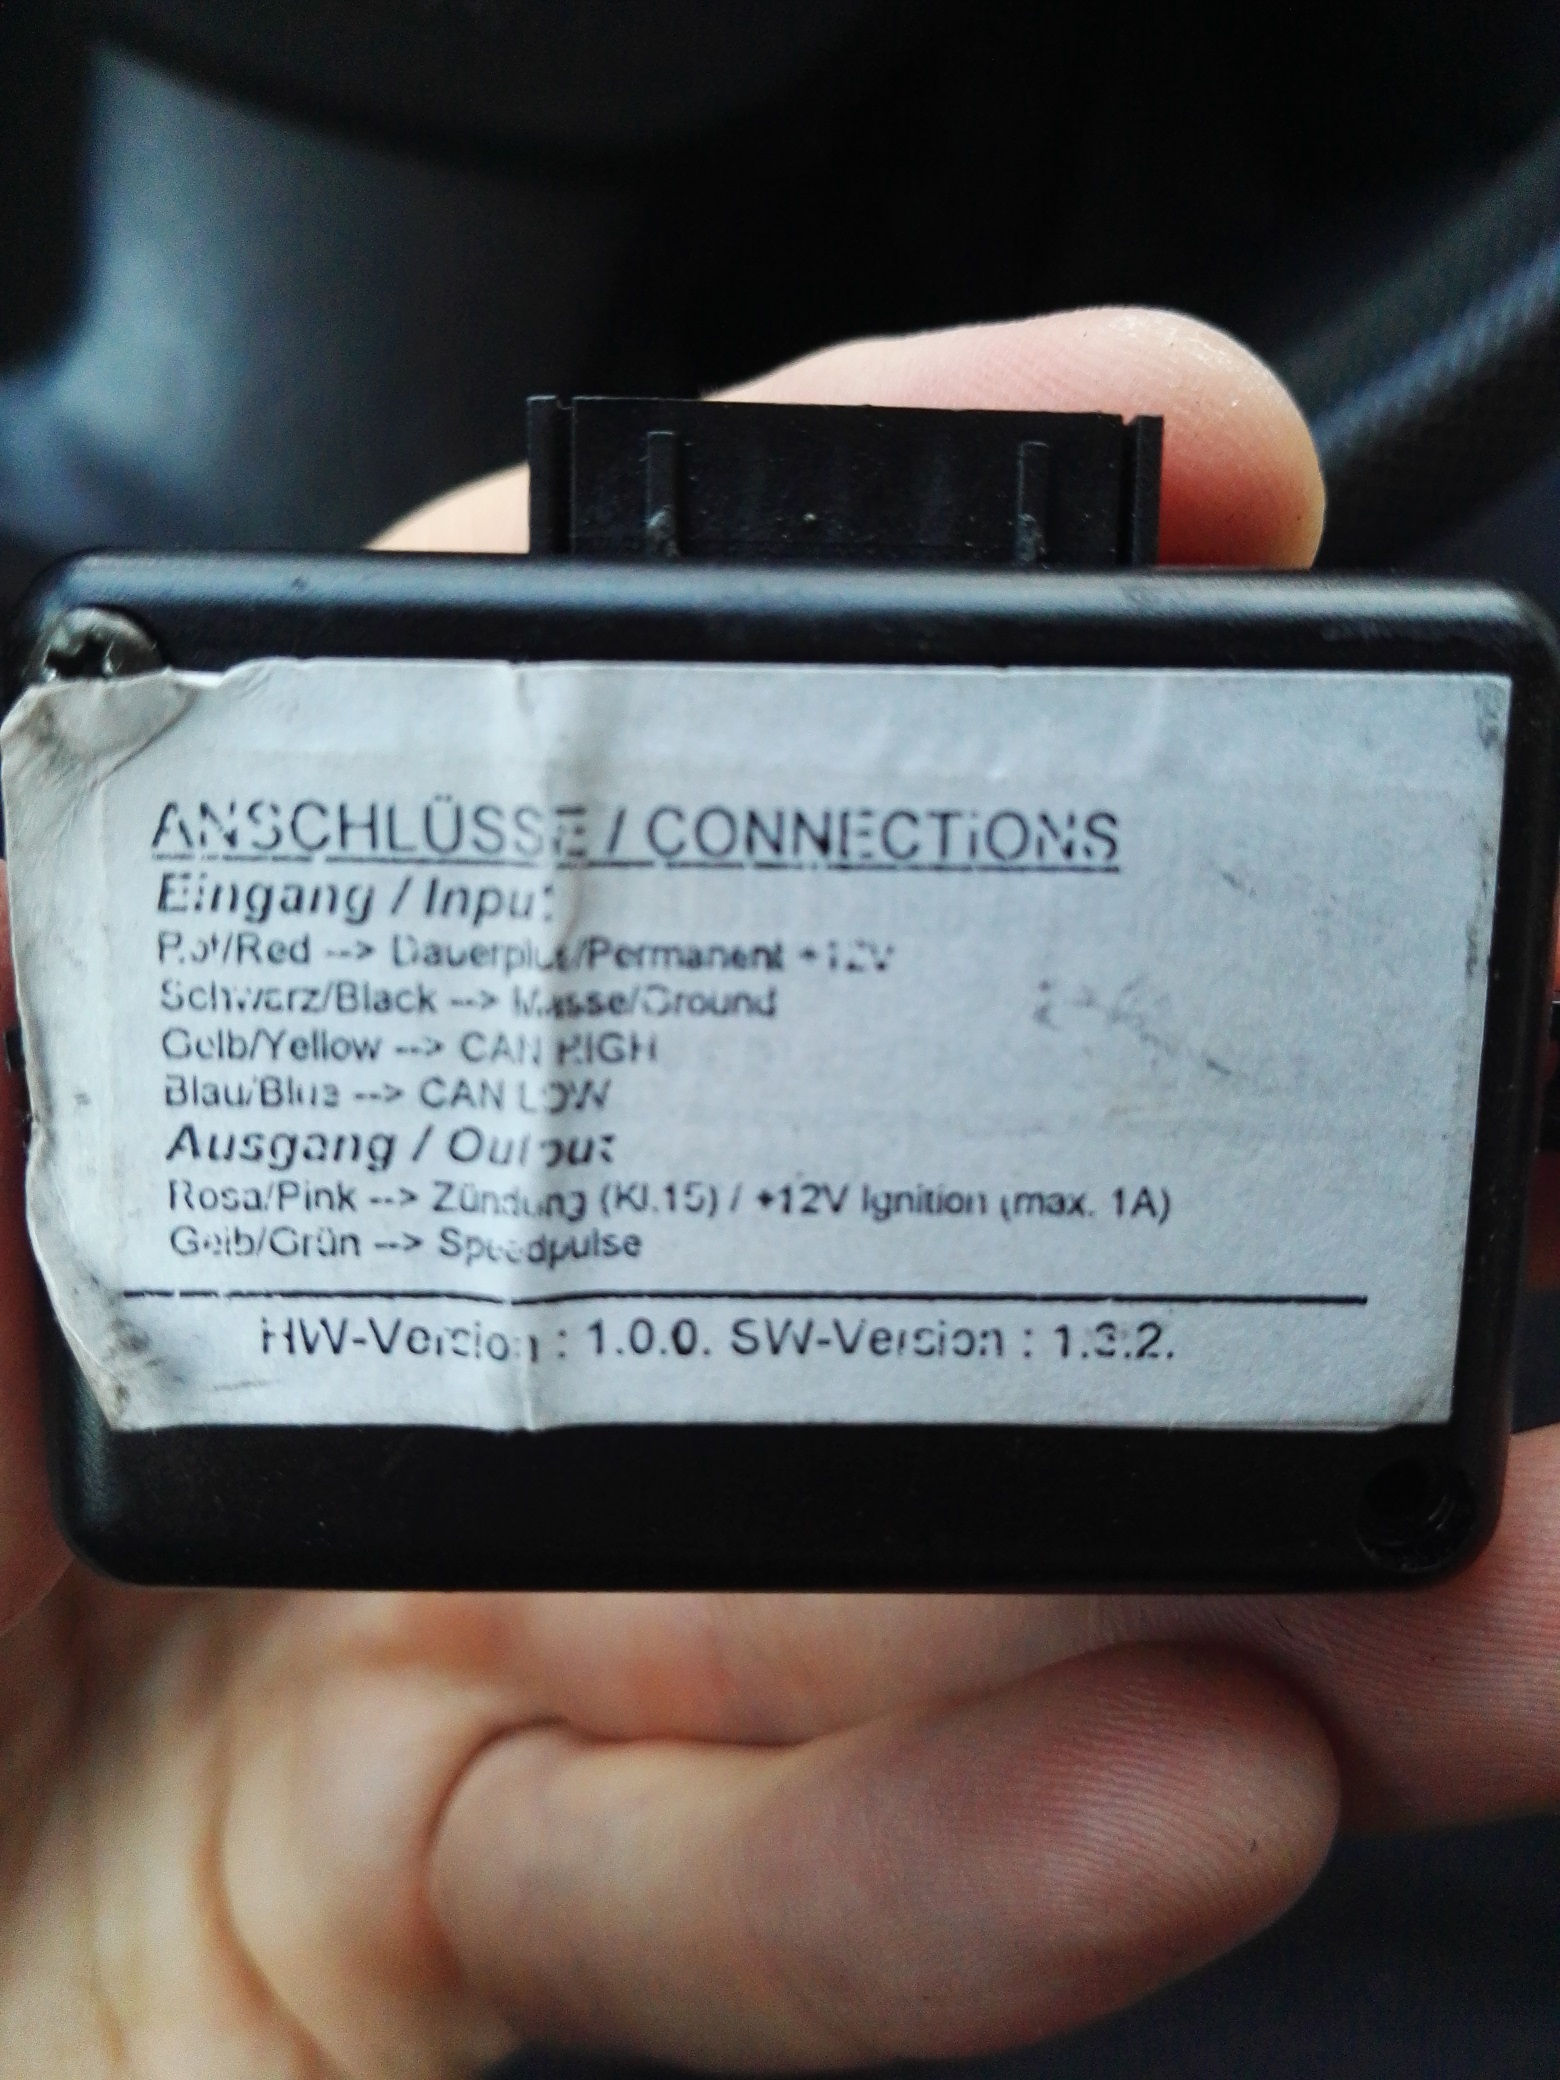 ANSCHLÜSSE / CONNECTIONS
Eingang / Input
Rot/Red --> Dauerplus/Permanent +12V
Schwarz/Black --> Masse/Ground
Gelb/Yellow --> CAN HIGH
Blau/Blue --> CAN LOW
Ausgang / Output
Rosa/Pink --> Zündung (Kl.15) / +12V Ignition (max. 1A)
Gelb/Grün --> Speedpulse
HW-Version : 1.0.0. SW-Version : 1.3.2.